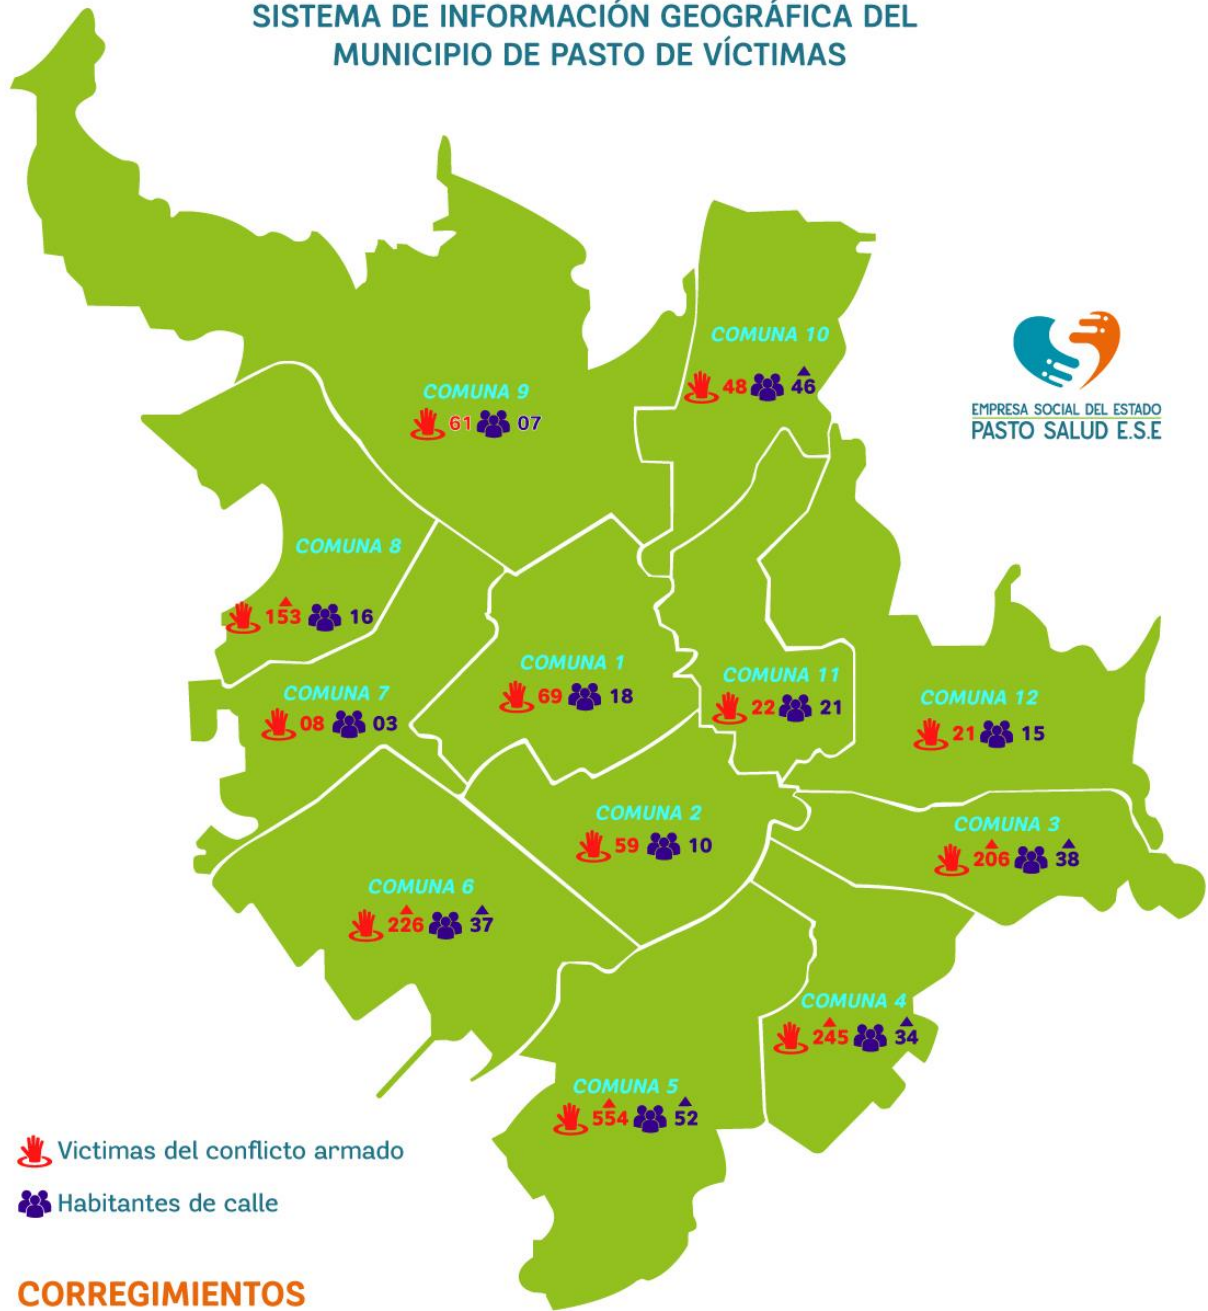 SISTEMA DE INFORMACIÓN GEOGRÁFICA DEL
MUNICIPIO DE PASTO DE VÍCTIMAS
COMUNA 10
48 46
EMPRESA SOCIAL DEL ESTADO
PASTO SALUD E.S.E
COMUNA 9
61 07
COMUNA 8
153 16
COMUNA 1
69 18
COMUNA 11
22 21
COMUNA 7
08 03
COMUNA 12
21 15
COMUNA 2
59 10
COMUNA 3
206 38
COMUNA 6
226 37
COMUNA 4
245 34
COMUNA 5
554 52
Victimas del conflicto armado
Habitantes de calle
CORREGIMIENTOS